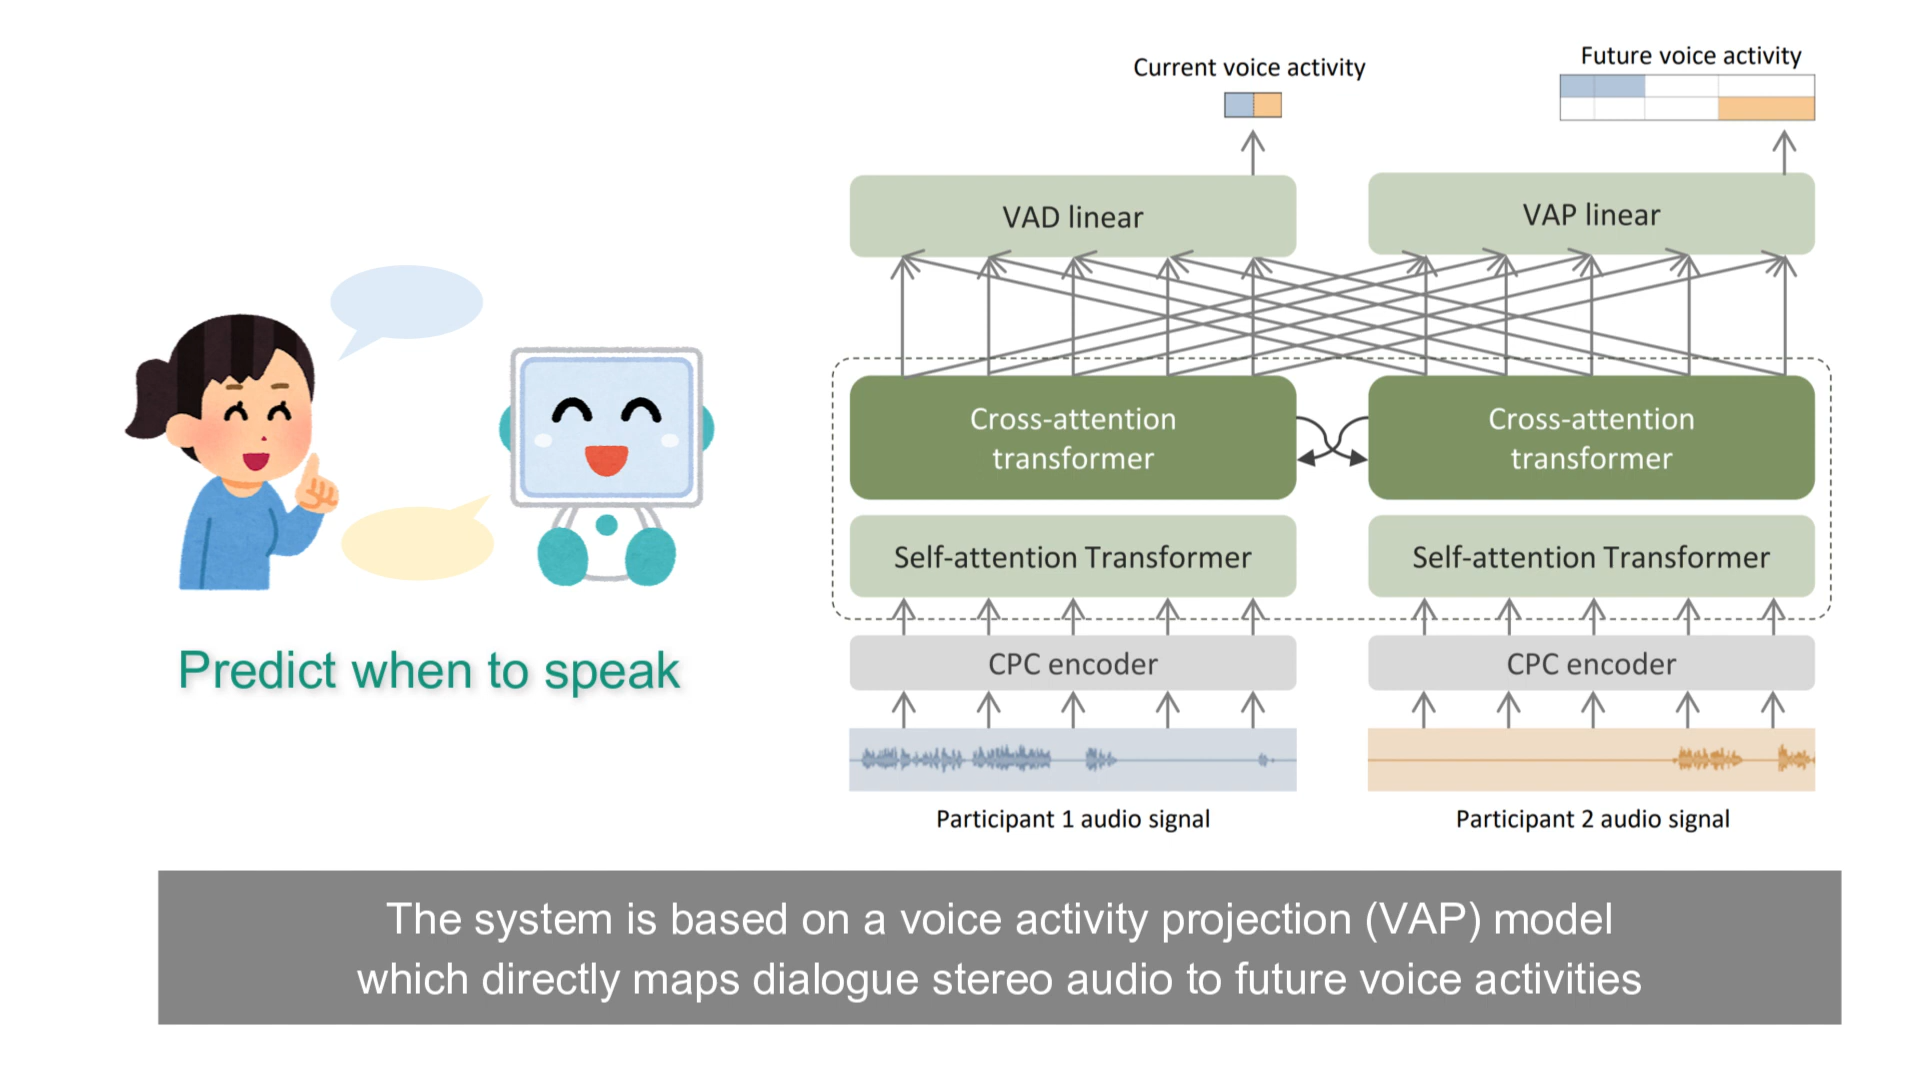 Current voice activity
Future voice activity
VAD linear
VAP linear
Cross-attention
transformer
Cross-attention
transformer
Self-attention Transformer
Self-attention Transformer
CPC encoder
CPC encoder
Participant 1 audio signal
Participant 2 audio signal
Predict when to speak
The system is based on a voice activity projection (VAP) model
which directly maps dialogue stereo audio to future voice activities